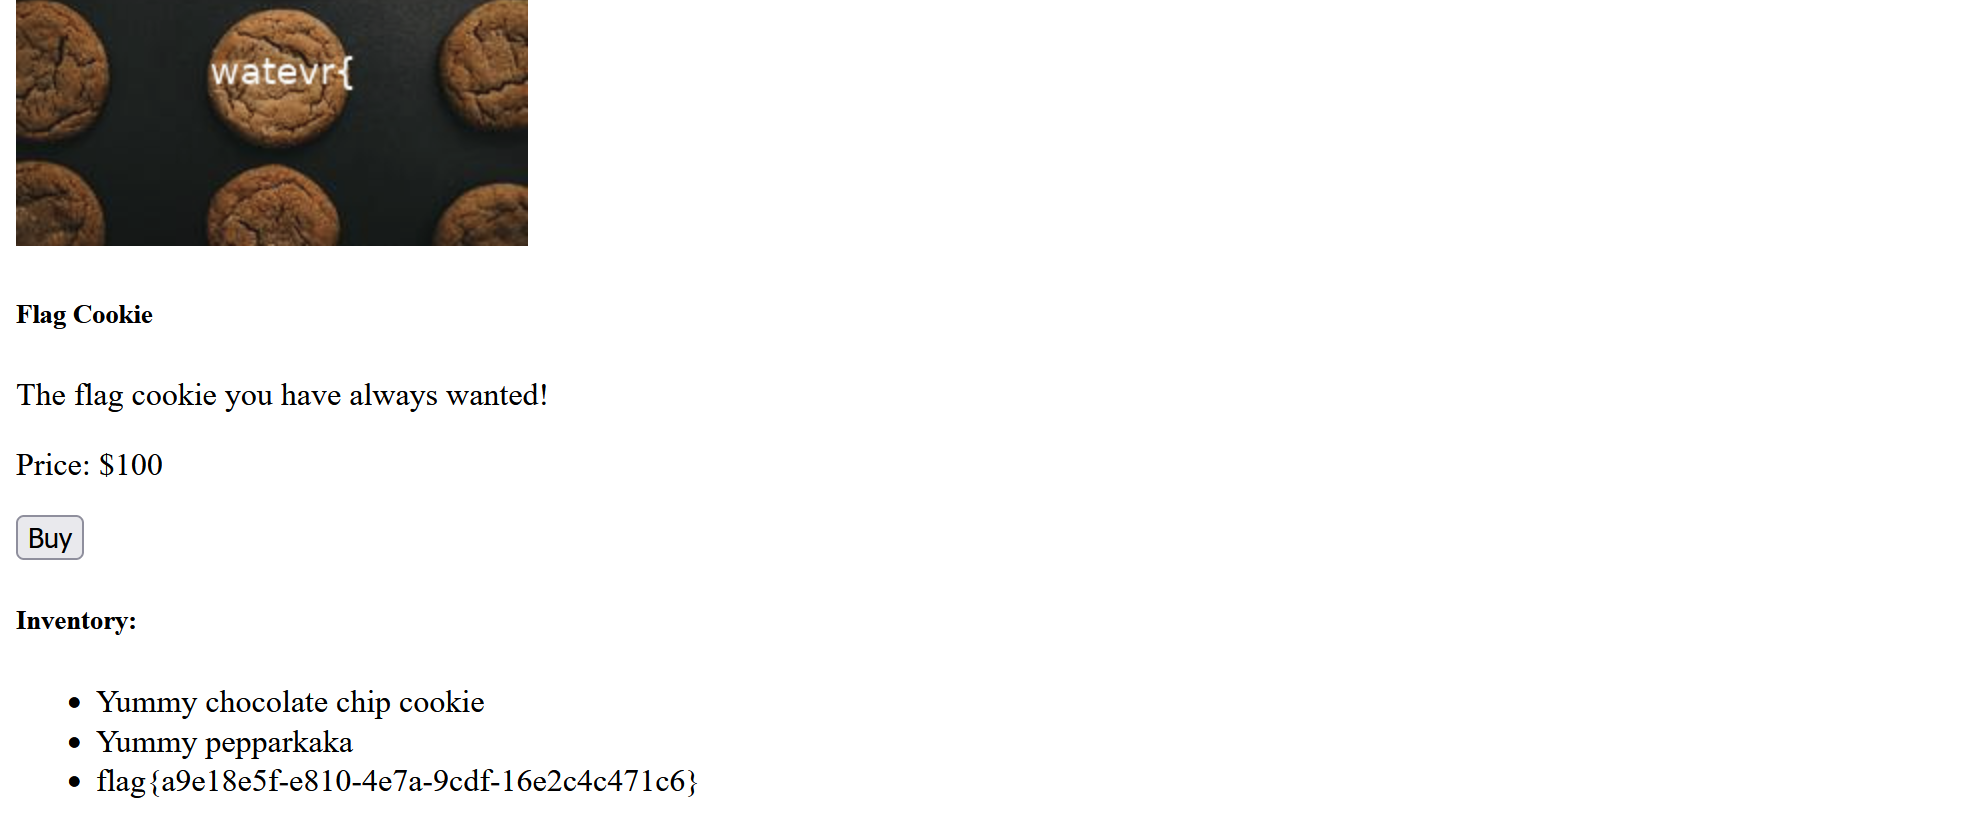 watevr{
Flag Cookie
The flag cookie you have always wanted!
Price: $100
Buy
Inventory:
Yummy chocolate chip cookie
Yummy pepparkaka
flag{a9e18e5f-e810-4e7a-9cdf-16e2c4c471c6}